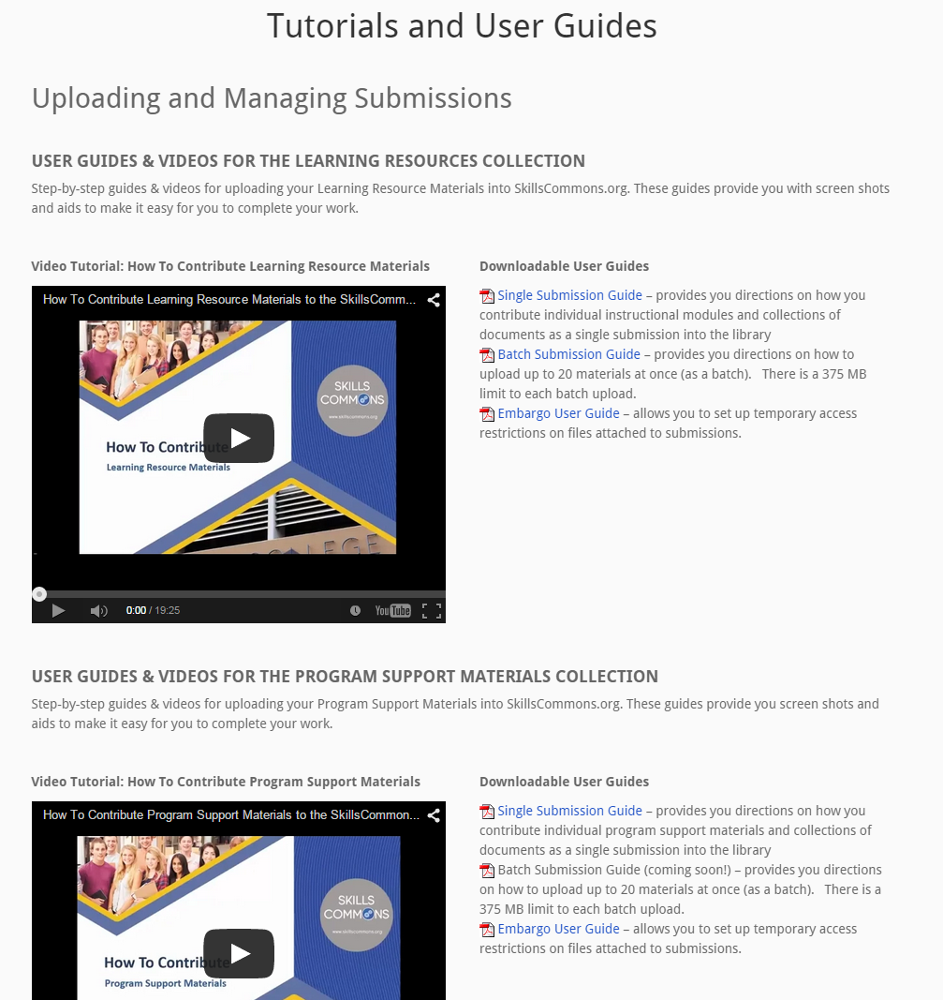 Tutorials and User Guides
Uploading and Managing Submissions
USER GUIDES & VIDEOS FOR THE LEARNING RESOURCES COLLECTION
Step-by-step guides & videos for uploading your Learning Resource Materials into SkillsCommons.org. These guides provide you with screen shots
and aids to make it easy for you to complete your work.
Video Tutorial: How To Contribute Learning Resource Materials
How To Contribute Learning Resource Materials to the SkillsComm...
SKILLS
COMMONS
www.skillscommons.org
How To Contribute
Learning Resource Materials
LEGE
0:00 / 19:25
YouTube
Downloadable User Guides
Single Submission Guide – provides you directions on how you
contribute individual instructional modules and collections of
documents as a single submission into the library
Batch Submission Guide – provides you directions on how to
upload up to 20 materials at once (as a batch).   There is a 375 MB
limit to each batch upload.
Embargo User Guide – allows you to set up temporary access
restrictions on files attached to submissions.
USER GUIDES & VIDEOS FOR THE PROGRAM SUPPORT MATERIALS COLLECTION
Step-by-step guides & videos for uploading your Program Support Materials into SkillsCommons.org. These guides provide you screen shots and
aids to make it easy for you to complete your work.
Video Tutorial: How To Contribute Program Support Materials
How To Contribute Program Support Materials to the SkillsCommon...
SKILLS
COMMONS
www.skillscommons.org
How To Contribute
Program Support Materials
Downloadable User Guides
Single Submission Guide – provides you directions on how you
contribute individual program support materials and collections of
documents as a single submission into the library
Batch Submission Guide (coming soon!) – provides you directions
on how to upload up to 20 materials at once (as a batch).   There is a
375 MB limit to each batch upload.
Embargo User Guide – allows you to set up temporary access
restrictions on files attached to submissions.